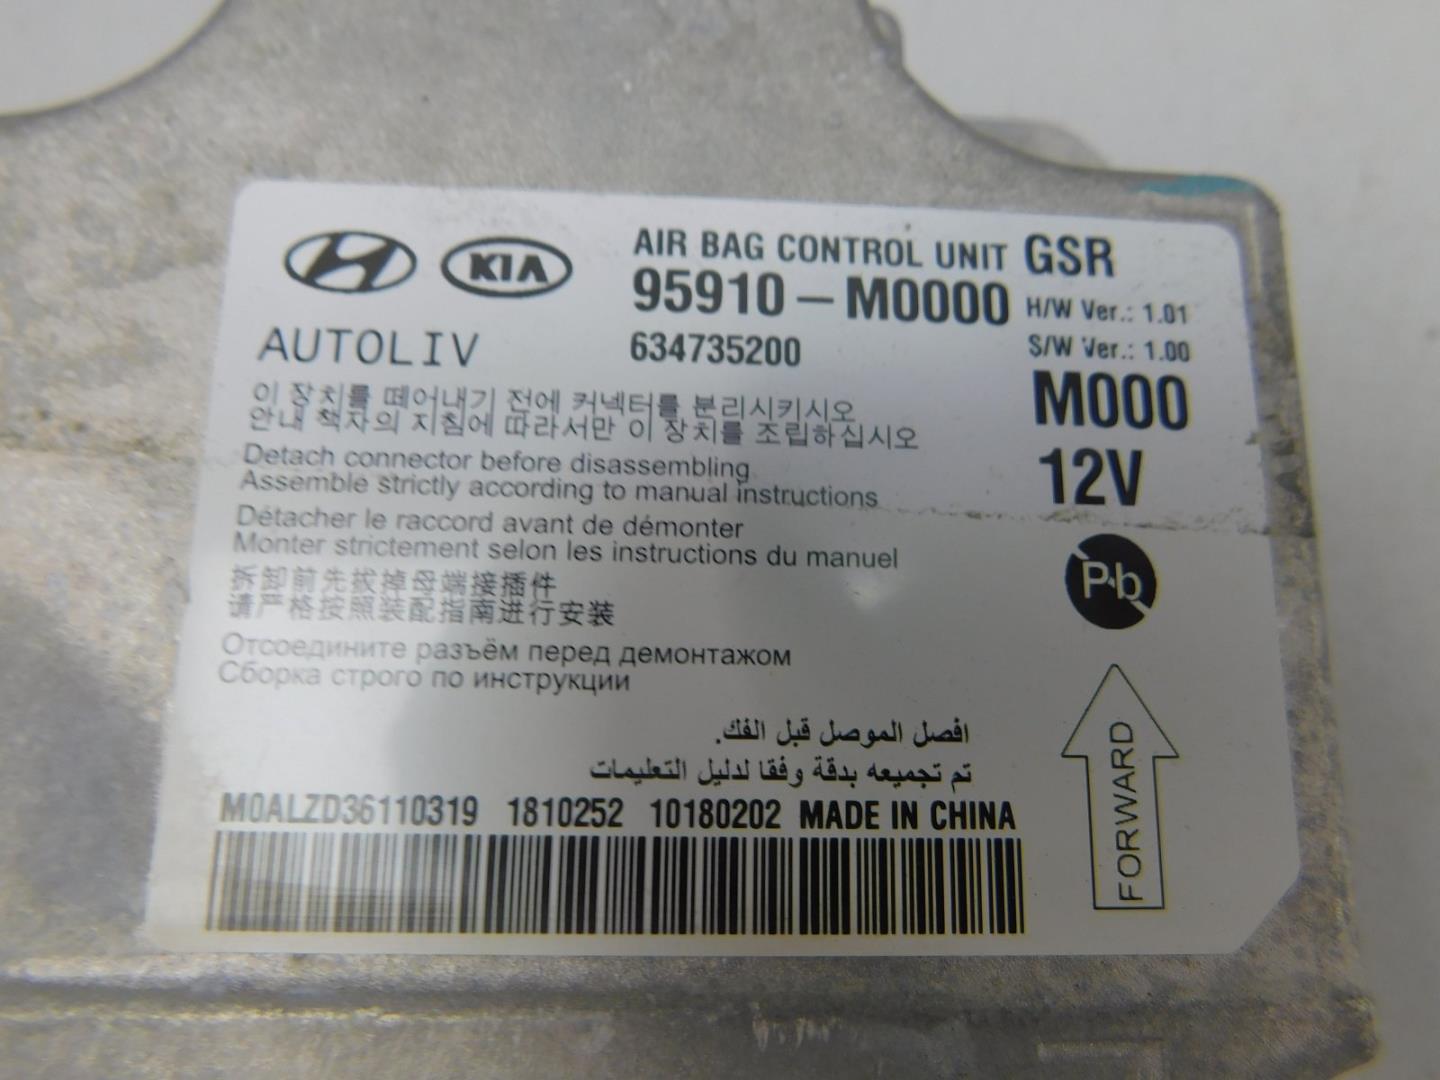 KIA
AIR BAG CONTROL UNIT GSR
95910-M0000 H/W Ver.: 1.01
AUTOLIV 634735200 S/W Ver.: 1.00
M000
12V
이 장치를 떼어내기 전에 커넥터를 분리시키시오
안내 책자의 지침에 따라서만 이 장치를 조립하십시오
Detach connector before disassembling
Assemble strictly according to manual instructions
Détacher le raccord avant de démonter
Monter strictement selon les instructions du manuel
Pb
拆卸前先拔掉母端接插件
请严格按照装配指南进行安装
Отсоедините разъём перед демонтажом
Сборка строго по инструкции
افصل الموصل قبل الفك.
تم تجميعه بدقة وفقا لدليل التعليمات
FORWARD
M0ALZD36110319 1810252 10180202 MADE IN CHINA